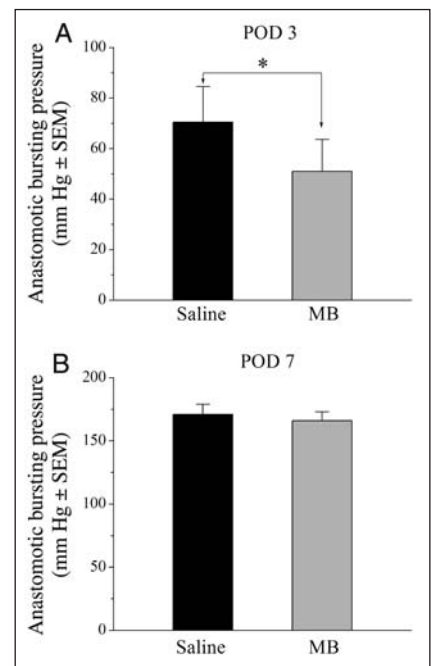 A
POD 3
Anastomotic bursting pressure
(mm Hg ± SEM)
100
80
60
40
20
0
*
Saline MB
B
POD 7
Anastomotic bursting pressure
(mm Hg ± SEM)
200
150
100
50
0
Saline MB